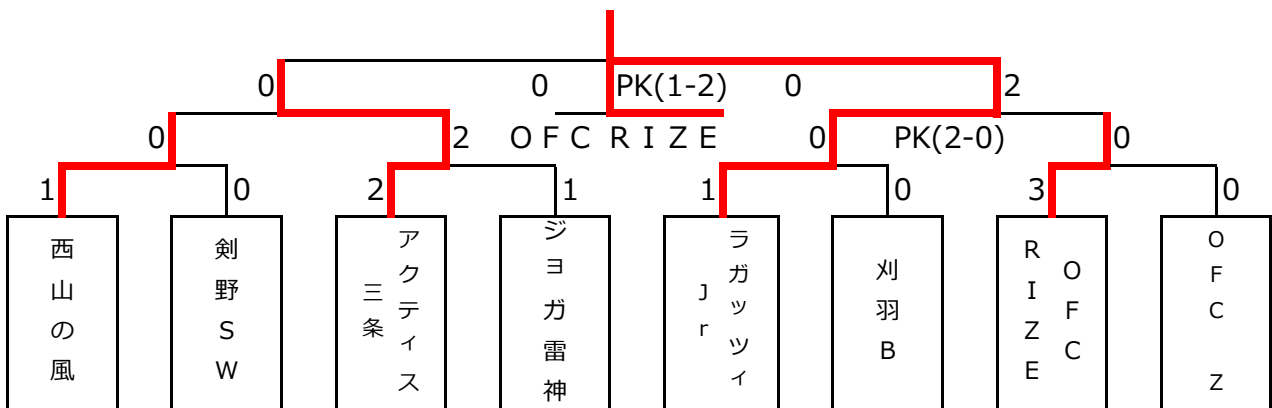 0 2
0 PK(1-2) 0
0 2 0 PK(2-0) 0
OFC RIZE
1 0 2 1 1 0 3 0
西山の風
剣野SW
アクティス
三条
ジョガ雷神
ラガッツィ
Jr
刈羽B
OFC
RIZE
OFC Z